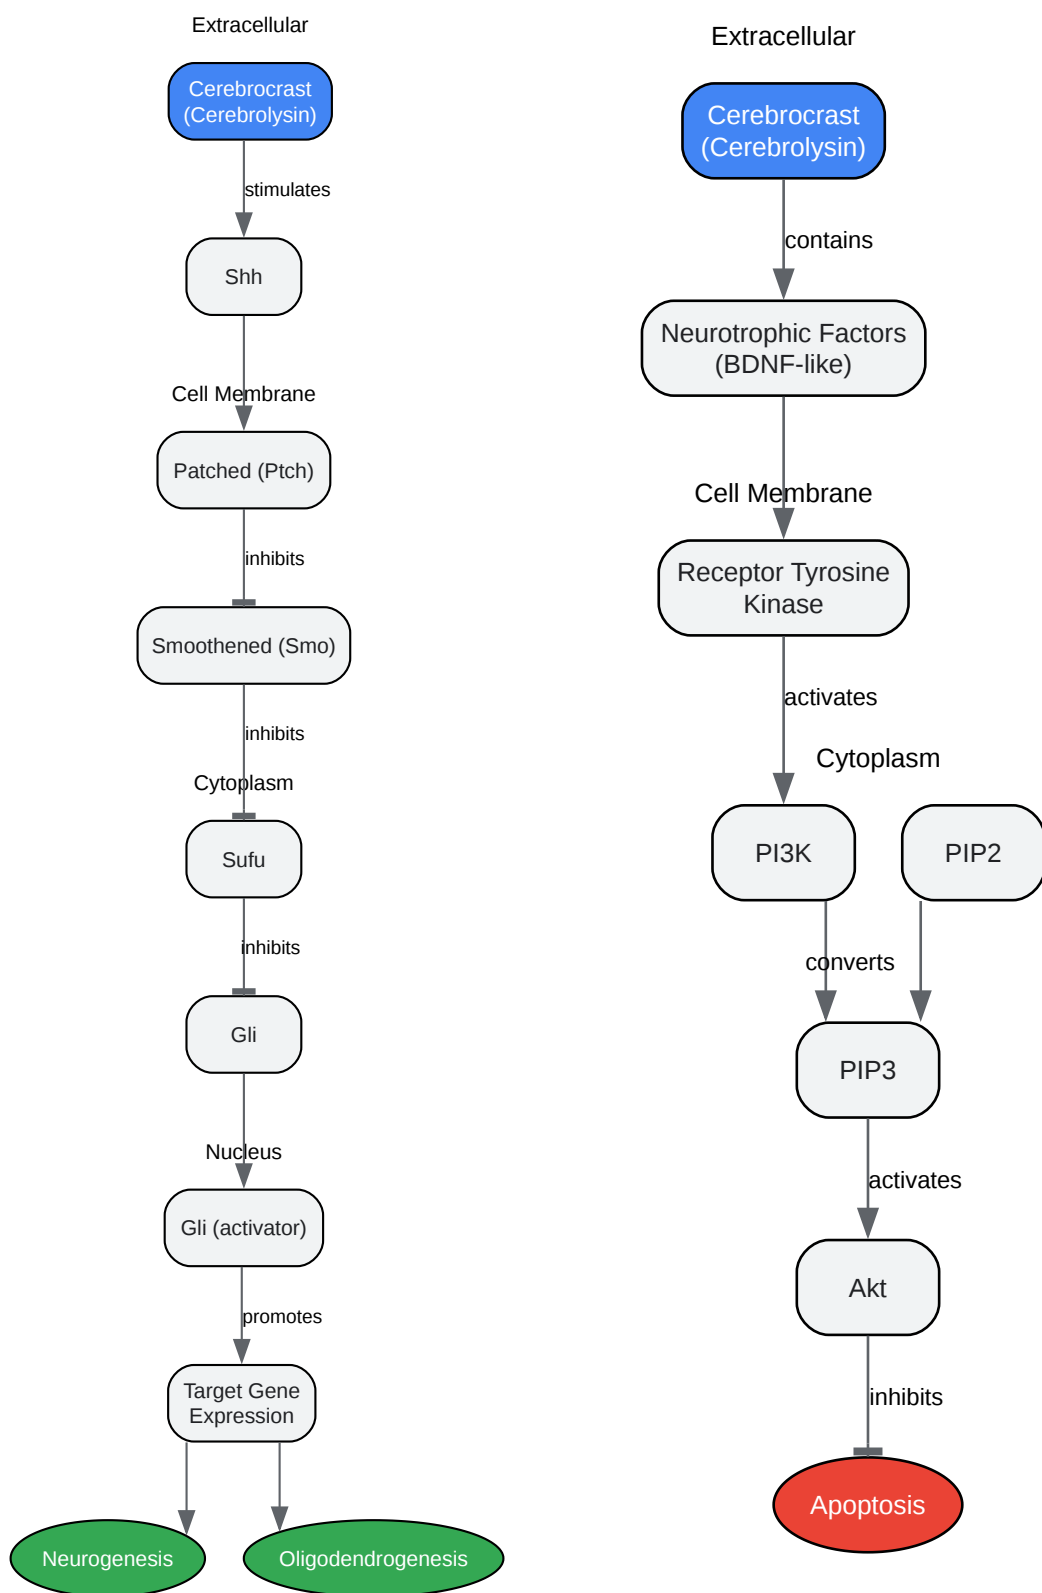 Extracellular
Cerebrocrast
(Cerebrolysin)
stimulates
Shh
Cell Membrane
Patched (Ptch)
inhibits
Smoothened (Smo)
inhibits
Cytoplasm
Sufu
inhibits
Gli
Nucleus
Gli (activator)
promotes
Target Gene
Expression
Neurogenesis
Oligodendrogenesis
Extracellular
Cerebrocrast
(Cerebrolysin)
contains
Neurotrophic Factors
(BDNF-like)
Cell Membrane
Receptor Tyrosine
Kinase
activates
Cytoplasm
PI3K
PIP2
converts
PIP3
activates
Akt
inhibits
Apoptosis